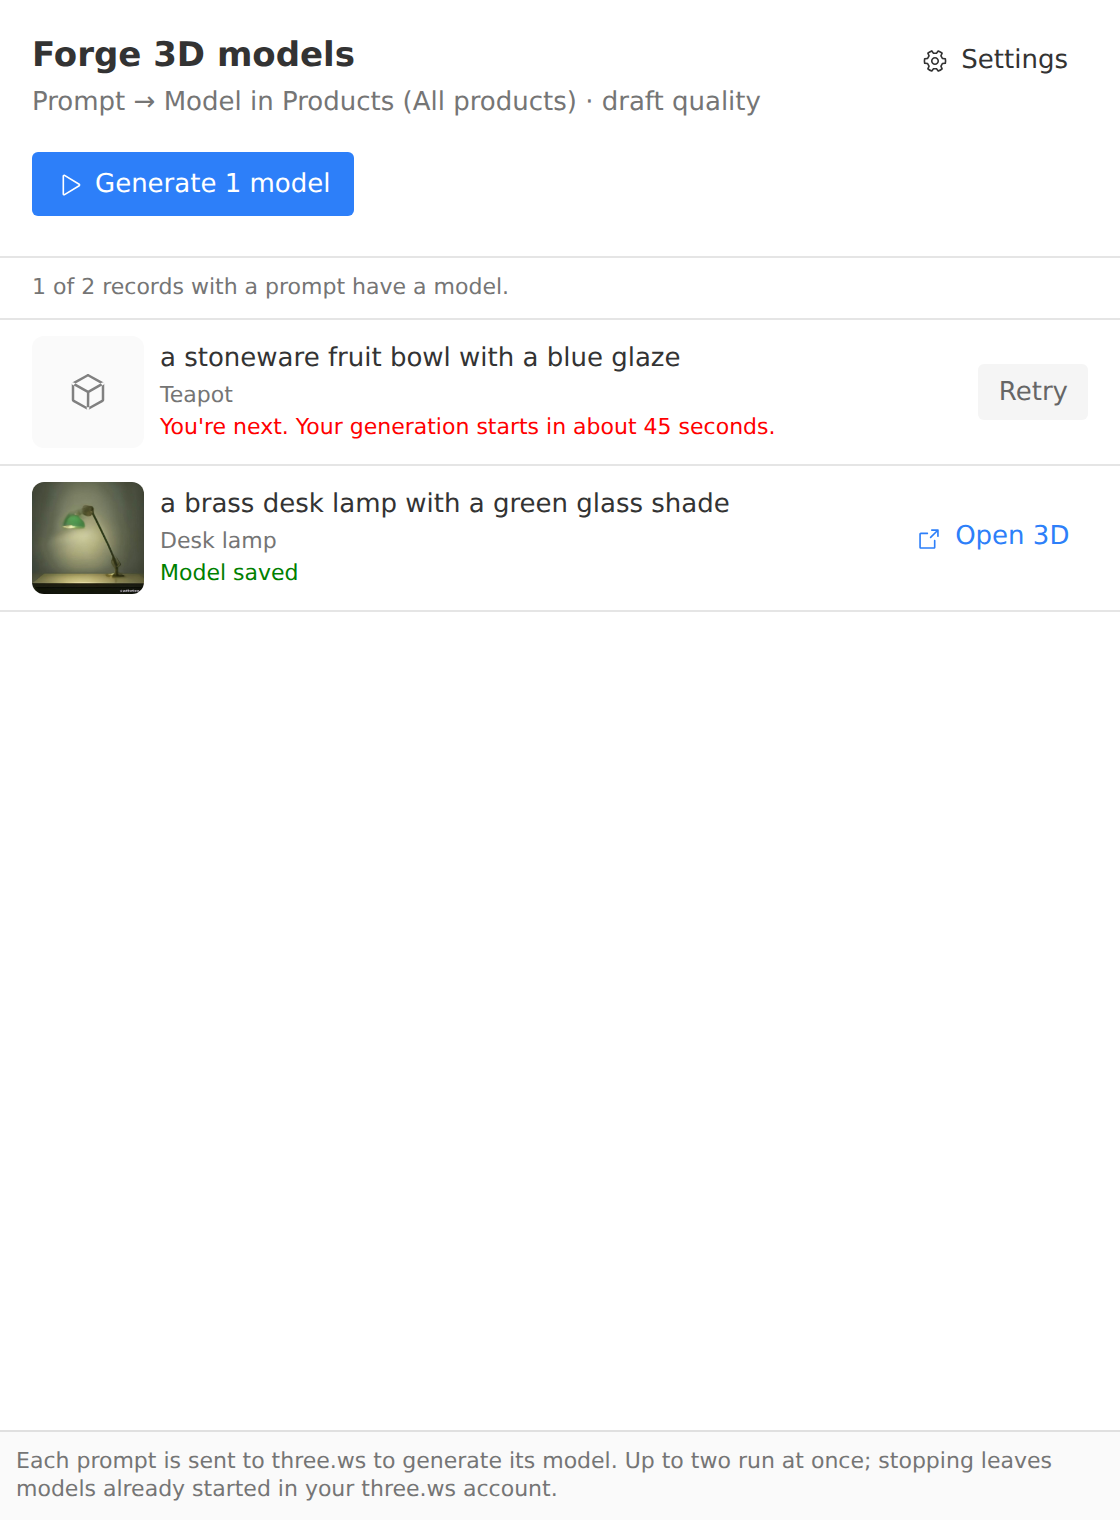 Forge 3D models
Settings
Prompt → Model in Products (All products) · draft quality
Generate 1 model
1 of 2 records with a prompt have a model.
a stoneware fruit bowl with a blue glaze
Teapot
You're next. Your generation starts in about 45 seconds.
Retry
a brass desk lamp with a green glass shade
Desk lamp
Model saved
Open 3D
Each prompt is sent to three.ws to generate its model. Up to two run at once; stopping leaves
models already started in your three.ws account.